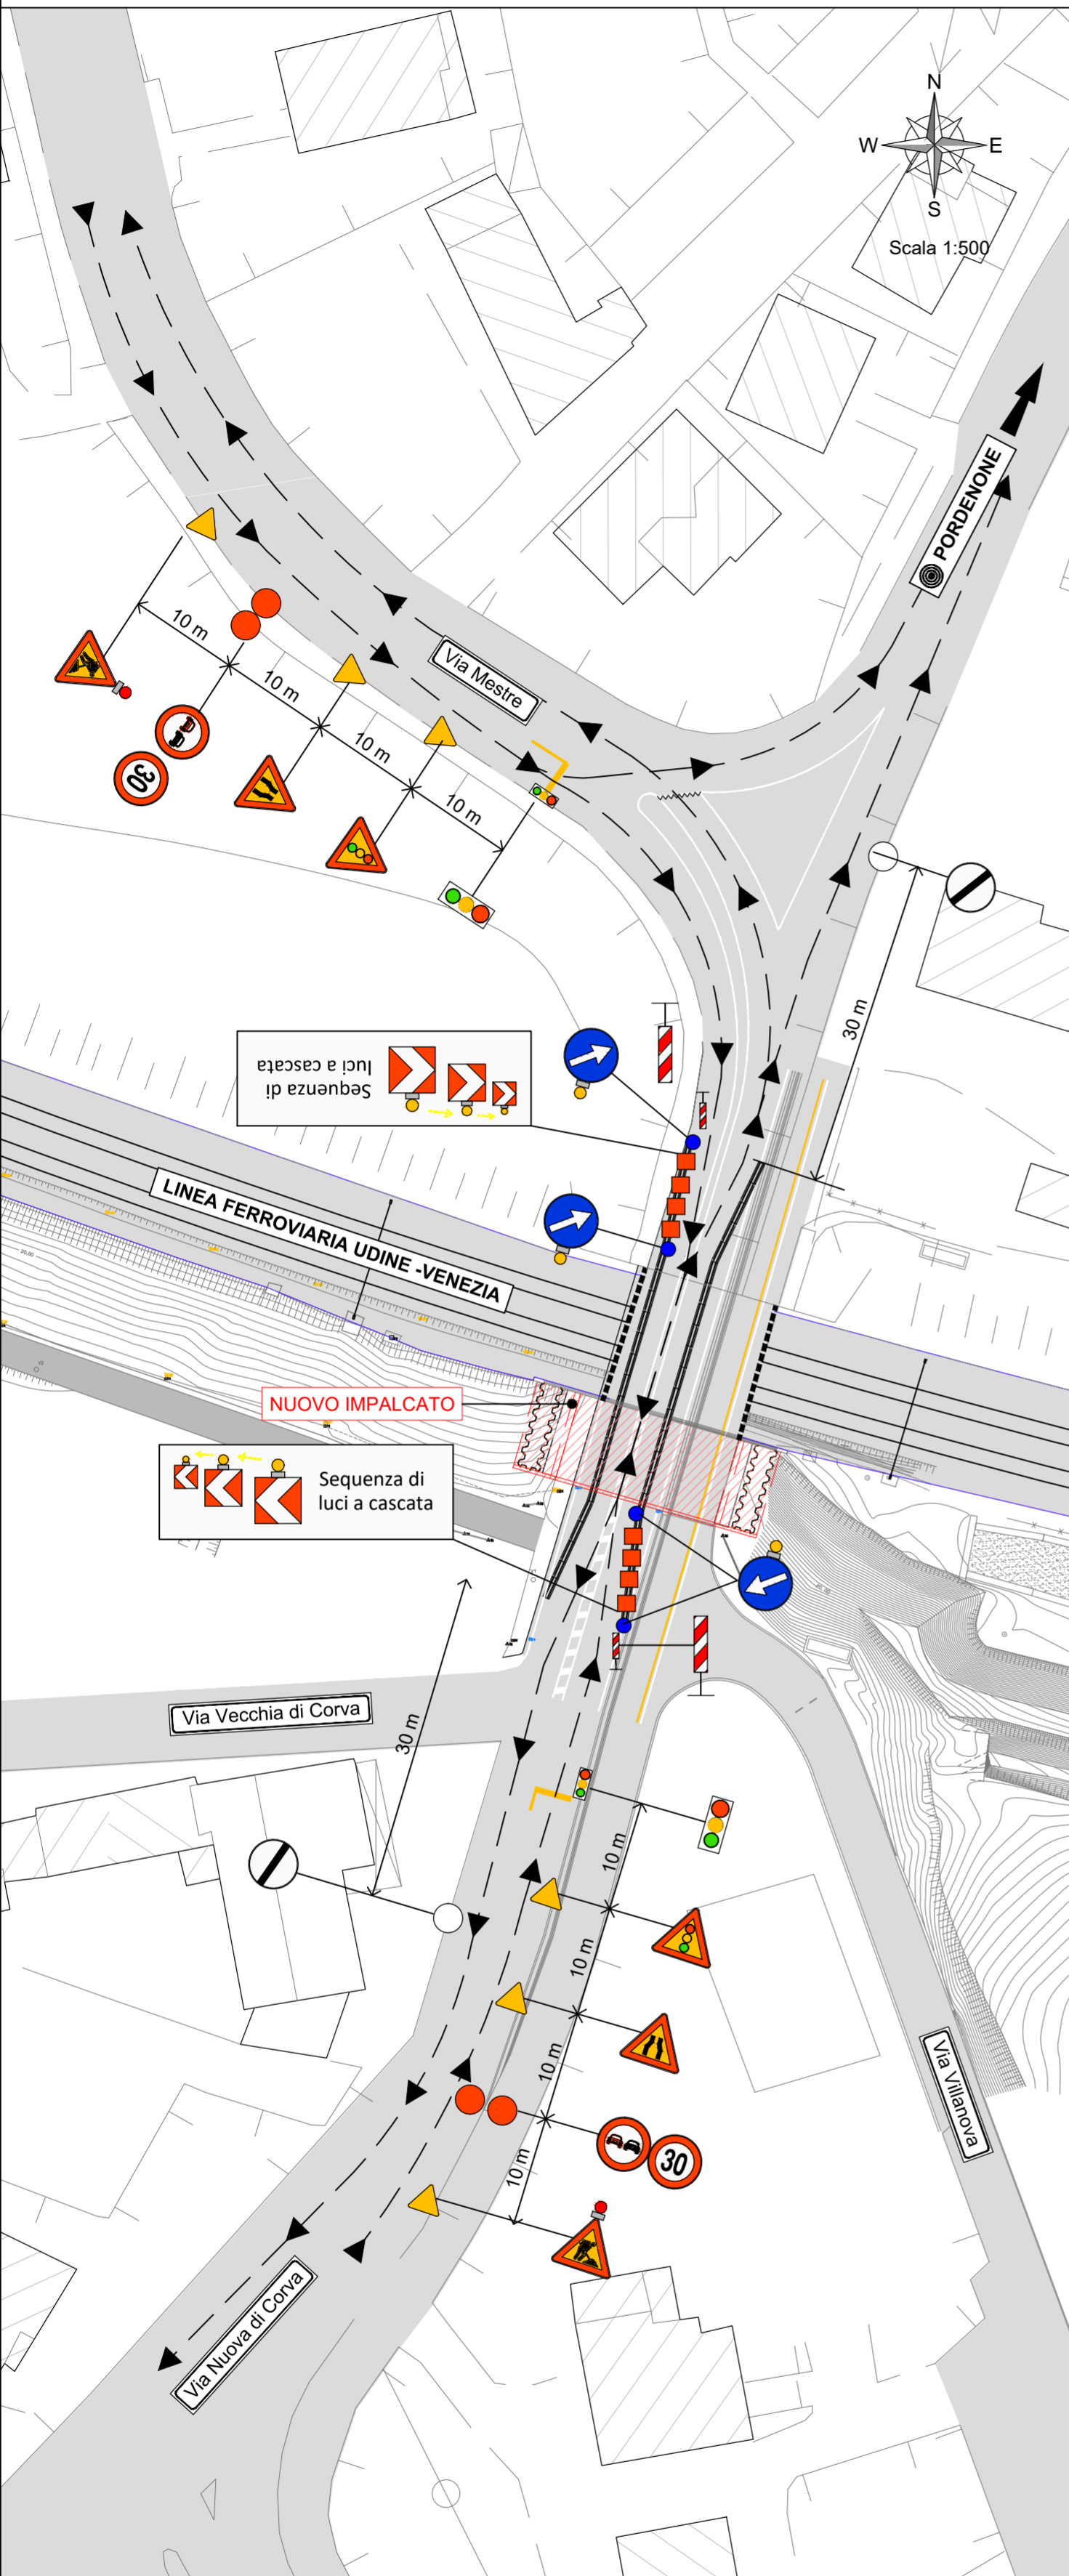 N
W E
S
Scala 1:500
PORDENONE
10 m
10 m
10 m
10 m
Via Mestre
30
30 m
Sequenza di
luci a cascata
LINEA FERROVIARIA UDINE -VENEZIA
NUOVO IMPALCATO
Sequenza di
luci a cascata
Via Vecchia di Corva
30 m
10 m
10 m
10 m
10 m
30
Via Villanova
Via Nuova di Corva